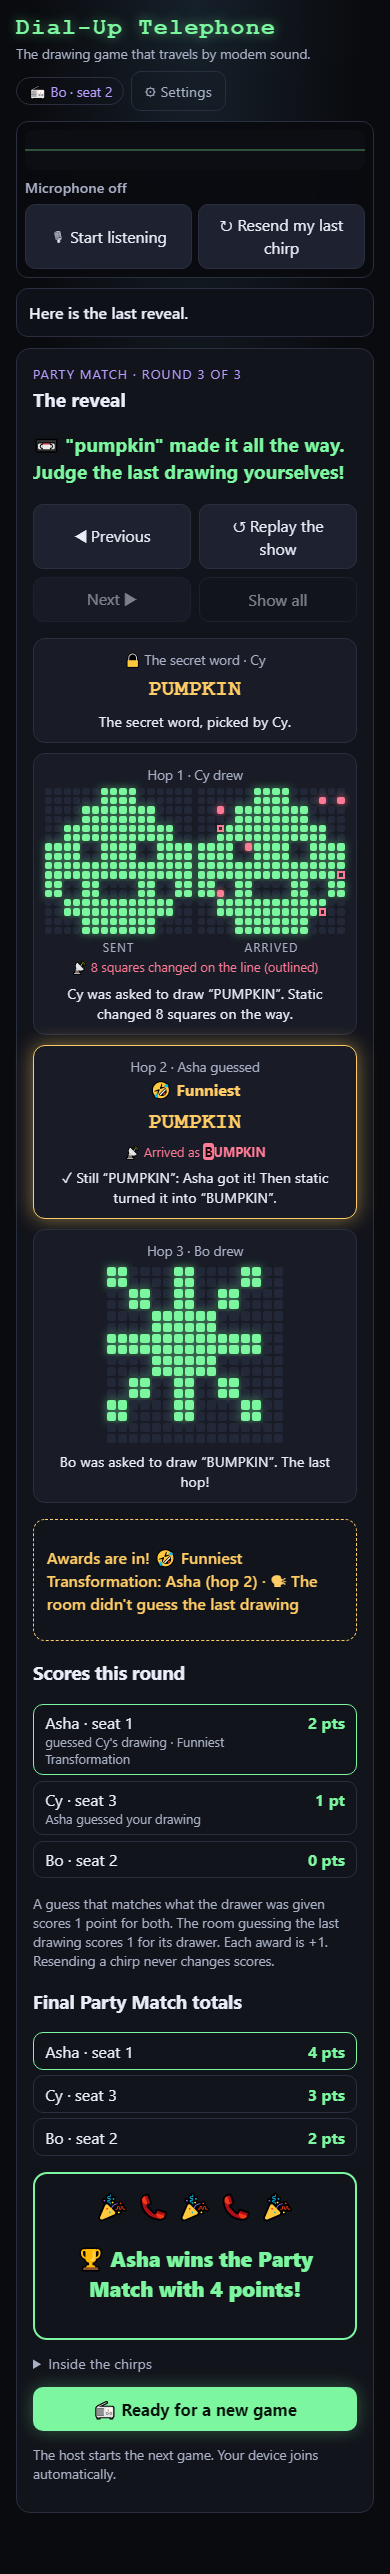 Dial-Up Telephone
The drawing game that travels by modem sound.
📻 Bo · seat 2
⚙ Settings
Microphone off
🎙 Start listening
↻ Resend my last
chirp
Here is the last reveal.
PARTY MATCH · ROUND 3 OF 3
The reveal
📼 "pumpkin" made it all the way.
Judge the last drawing yourselves!
◀ Previous
↺ Replay the
show
Next ▶
Show all
🔒 The secret word · Cy
PUMPKIN
The secret word, picked by Cy.
Hop 1 · Cy drew
SENT
ARRIVED
📡 8 squares changed on the line (outlined)
Cy was asked to draw “PUMPKIN”. Static
changed 8 squares on the way.
Hop 2 · Asha guessed
🤣 Funniest
PUMPKIN
📡 Arrived as BUMPKIN
✓ Still “PUMPKIN”: Asha got it! Then static
turned it into “BUMPKIN”.
Hop 3 · Bo drew
Bo was asked to draw “BUMPKIN”. The last
hop!
Awards are in! 🤣 Funniest
Transformation: Asha (hop 2) · 🗣 The
room didn't guess the last drawing
Scores this round
Asha · seat 1
2 pts
guessed Cy's drawing · Funniest
Transformation
Cy · seat 3
1 pt
Asha guessed your drawing
Bo · seat 2
0 pts
A guess that matches what the drawer was given
scores 1 point for both. The room guessing the last
drawing scores 1 for its drawer. Each award is +1.
Resending a chirp never changes scores.
Final Party Match totals
Asha · seat 1
4 pts
Cy · seat 3
3 pts
Bo · seat 2
2 pts
🎉 📞 🎉 📞 🎉
🏆 Asha wins the Party
Match with 4 points!
▶ Inside the chirps
📻 Ready for a new game
The host starts the next game. Your device joins
automatically.